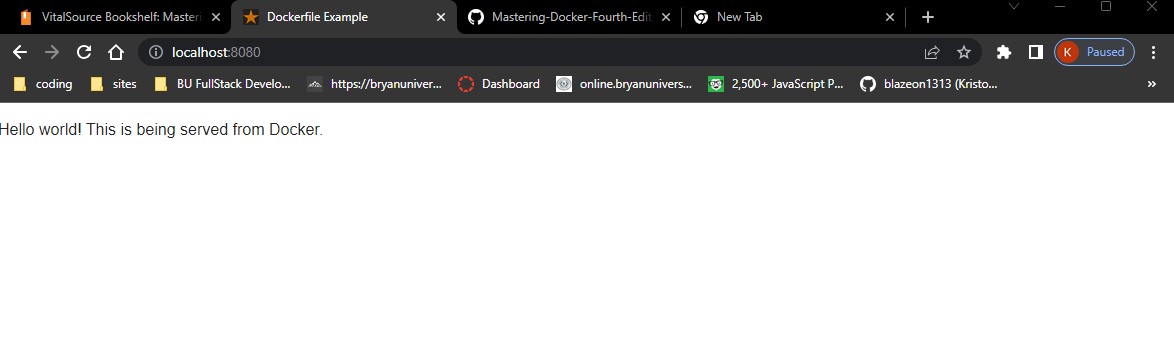 VitalSource Bookshelf: Masteri
Dockerfile Example
Mastering-Docker-Fourth-Edit
New Tab
localhost:8080
K Paused
coding
sites
BU FullStack Develo...
https://bryanuniver...
Dashboard
online.bryanunivers...
2,500+ JavaScript P...
blazeon1313 (Kristo...
»
Hello world! This is being served from Docker.